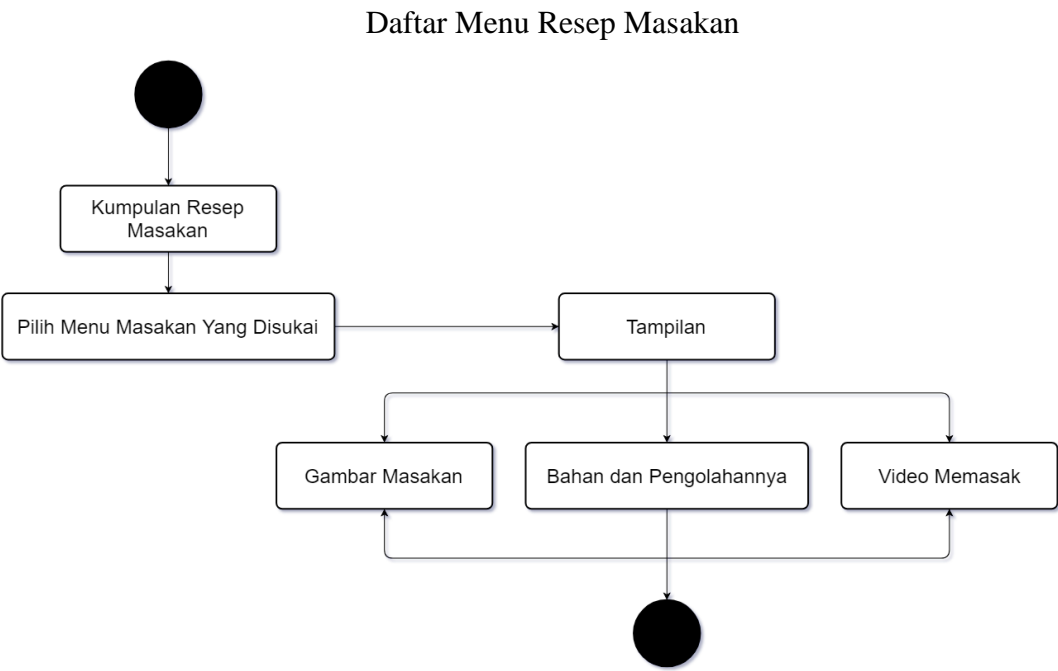 Daftar Menu Resep Masakan
Kumpulan Resep
Masakan
Pilih Menu Masakan Yang Disukai
Tampilan
Gambar Masakan
Bahan dan Pengolahannya
Video Memasak